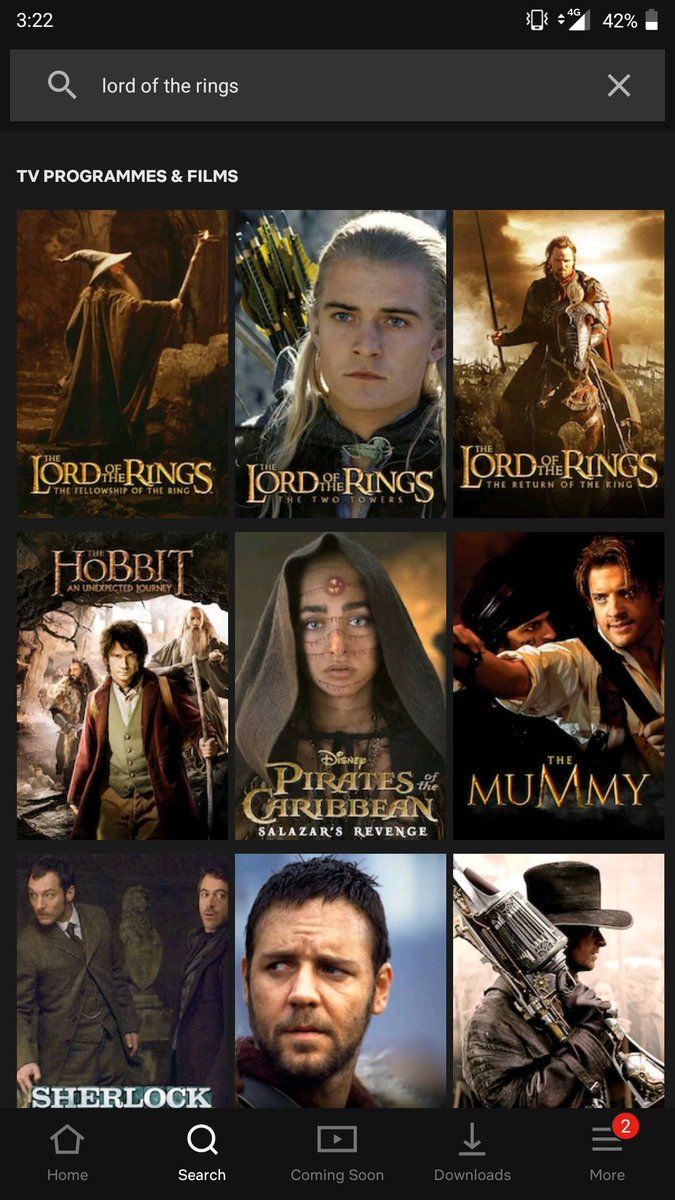 3:22
4G
42%
lord of the rings
TV PROGRAMMES & FILMS
THE
LORD OF THE RINGS
THE FELLOWSHIP OF THE RING
THE
LORD OF THE RINGS
THE TWO TOWERS
THE
LORD OF THE RINGS
THE RETURN OF THE KING
THE
HOBBIT
AN UNEXPECTED JOURNEY
Disney
PIRATES of the
CARIBBEAN
SALAZAR'S REVENGE
THE
MUMMY
SHERLOCK
2
Home
Search
Coming Soon
Downloads
More